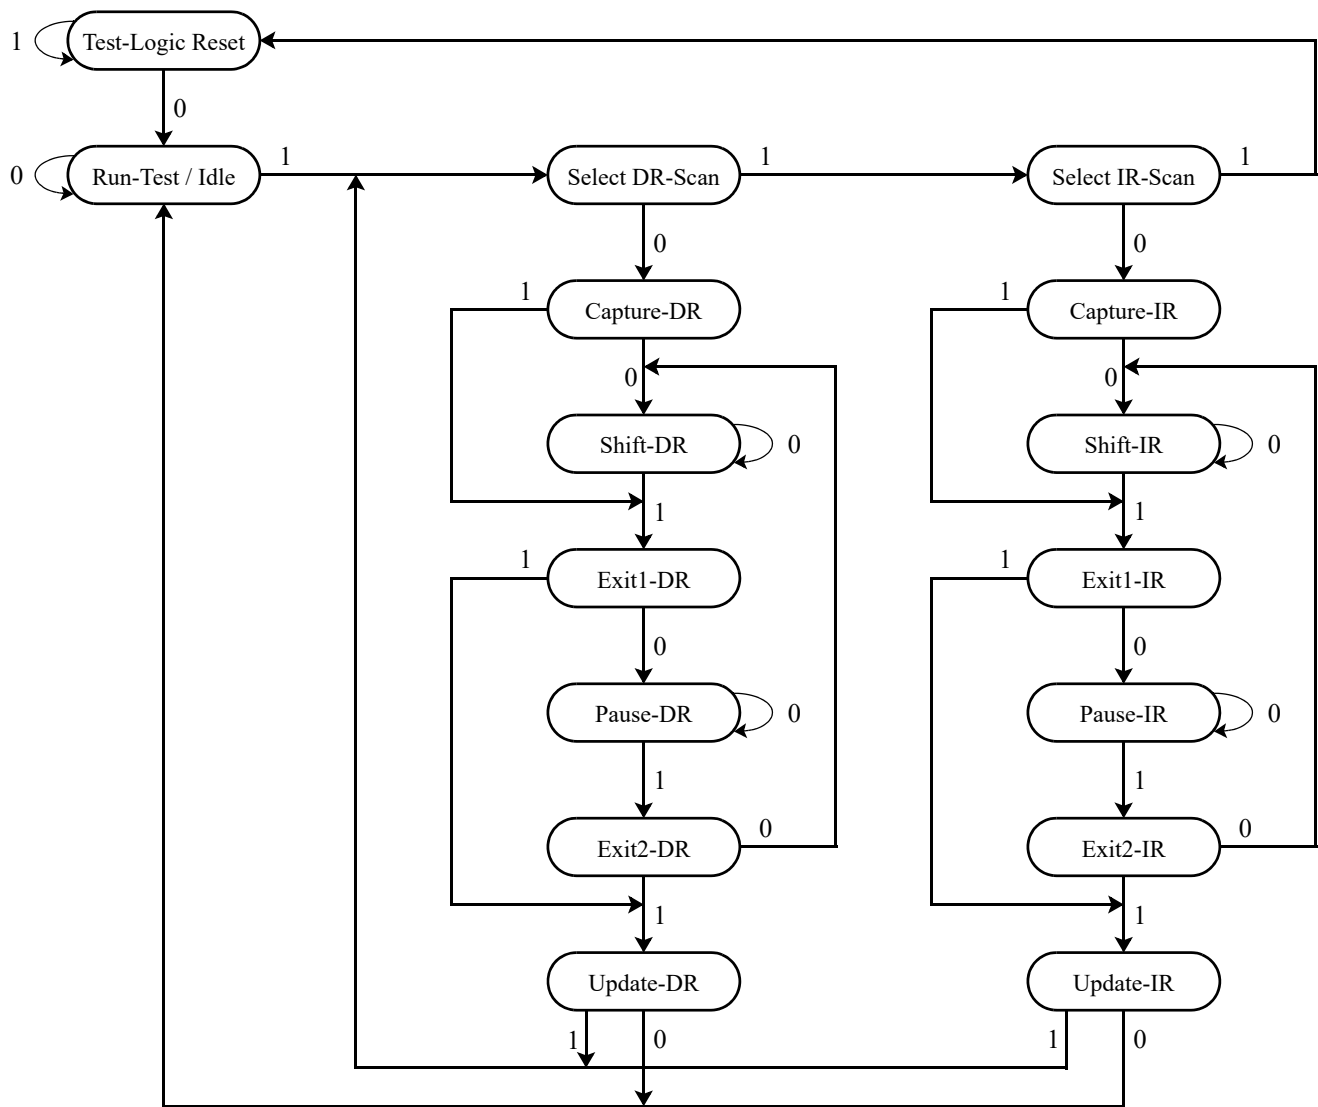 1
Test-Logic Reset
0
0
Run-Test / Idle
1
Select DR-Scan
1
Select IR-Scan
1
0
0
1
Capture-DR
1
Capture-IR
0
0
Shift-DR
0
Shift-IR
0
1
1
1
Exit1-DR
1
Exit1-IR
0
0
Pause-DR
0
Pause-IR
0
1
1
Exit2-DR
0
Exit2-IR
0
1
1
Update-DR
Update-IR
1
0
1
0